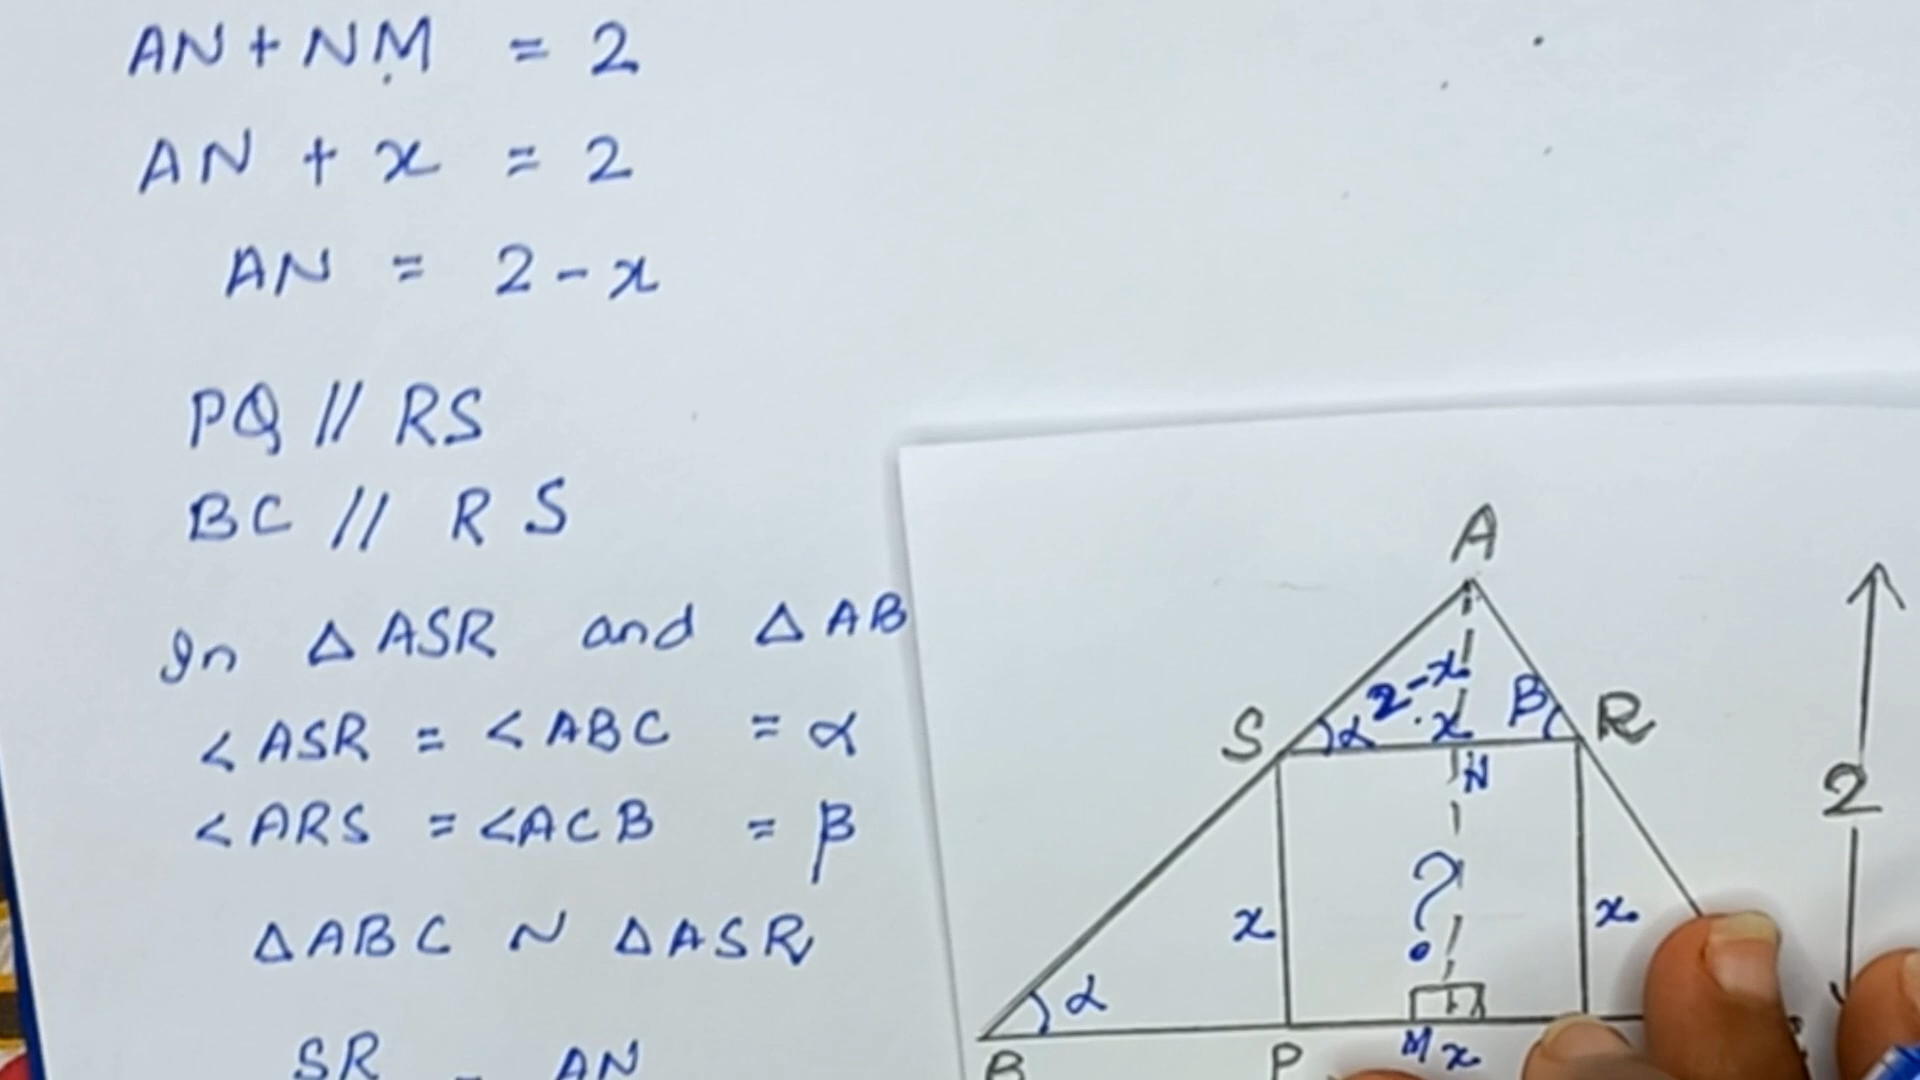 AN + NM = 2
AN + x = 2
AN = 2 - x
PQ // RS
BC // RS
In △ ASR and △ AB
< ASR = < ABC = α
< ARS = < ACB = β
△ ABC ~ △ ASR
SR = AN
A
2-x
S
α
x
β
R
N
2
?
x
x
α
B
P
M
x